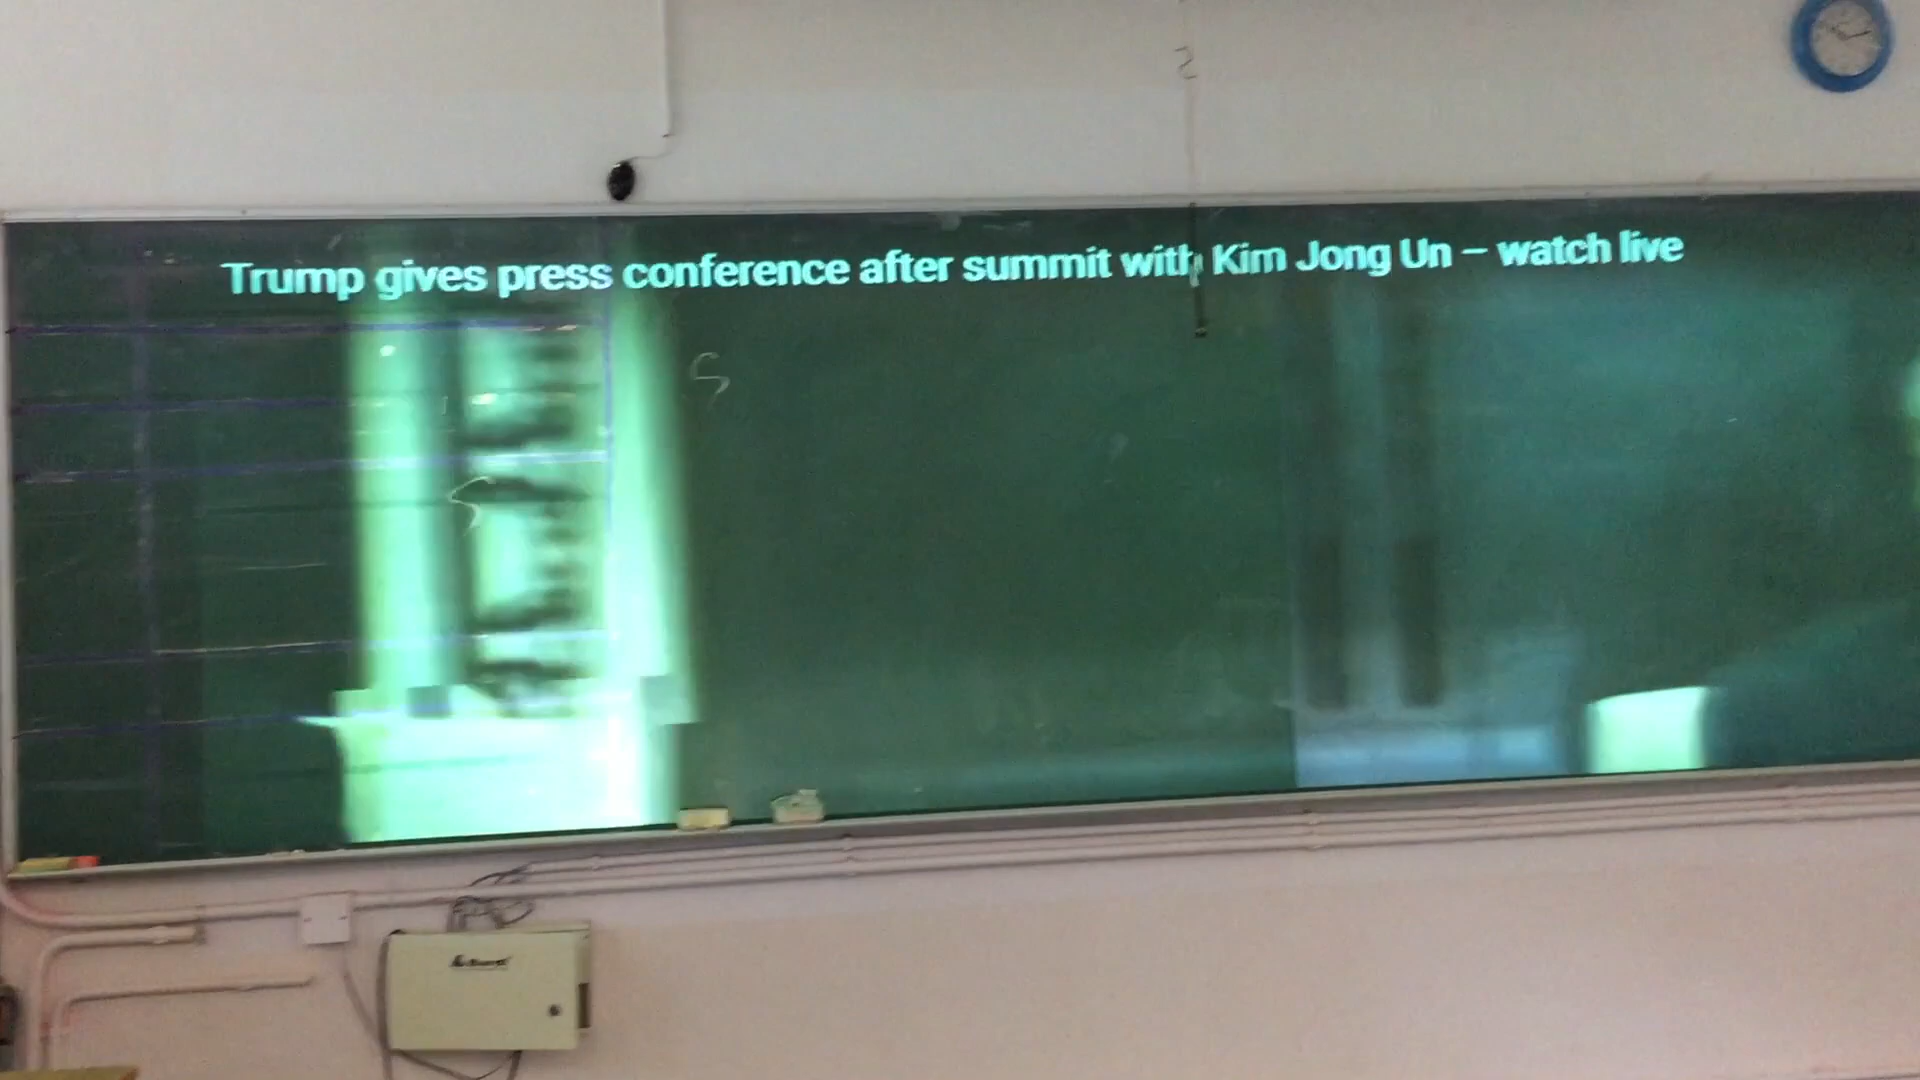 Trump gives press conference after summit with Kim Jong Un – watch live
S
S